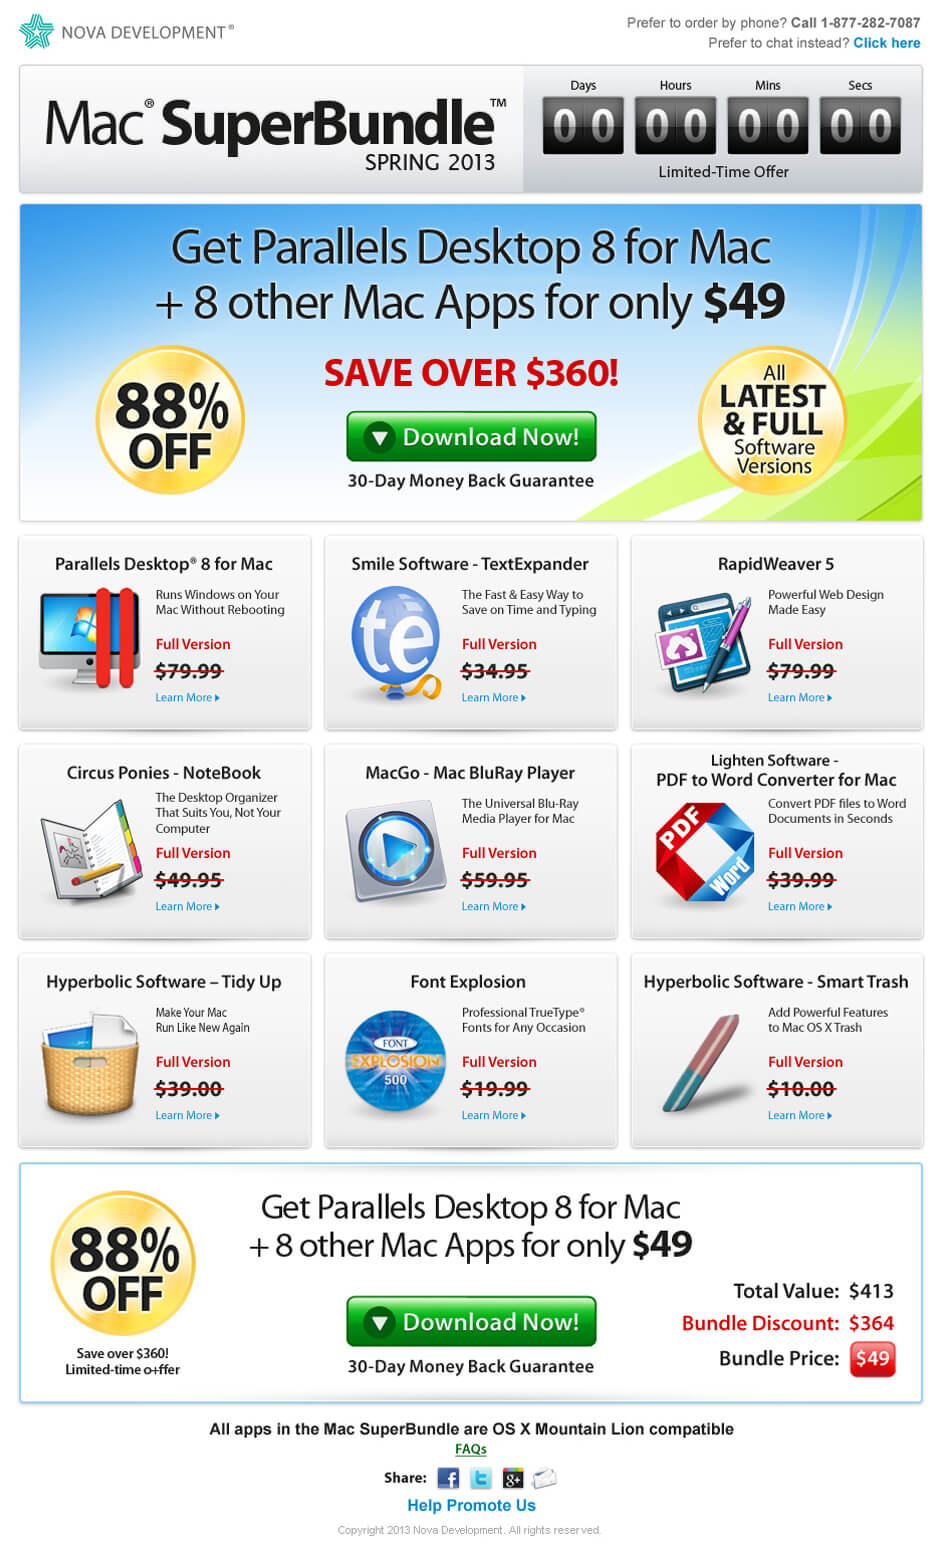 NOVA DEVELOPMENT®
Prefer to order by phone? Call 1-877-282-7087
Prefer to chat instead? Click here
Mac® SuperBundle™
SPRING 2013
Days Hours Mins Secs
00 00 00 00
Limited-Time Offer
Get Parallels Desktop 8 for Mac
+ 8 other Mac Apps for only $49
SAVE OVER $360!
88%
OFF
Download Now!
30-Day Money Back Guarantee
All
LATEST
& FULL
Software
Versions
Parallels Desktop® 8 for Mac
Runs Windows on Your
Mac Without Rebooting
Full Version
$79.99
Learn More
Smile Software - TextExpander
te
The Fast & Easy Way to
Save on Time and Typing
Full Version
$34.95
Learn More
RapidWeaver 5
Powerful Web Design
Made Easy
Full Version
$79.99
Learn More
Circus Ponies - NoteBook
The Desktop Organizer
That Suits You, Not Your
Computer
Full Version
$49.95
Learn More
MacGo - Mac BluRay Player
The Universal Blu-Ray
Media Player for Mac
Full Version
$59.95
Learn More
Lighten Software -
PDF to Word Converter for Mac
PDF
Word
Convert PDF files to Word
Documents in Seconds
Full Version
$39.99
Learn More
Hyperbolic Software – Tidy Up
Make Your Mac
Run Like New Again
Full Version
$39.00
Learn More
Font Explosion
FONT
EXPLOSION
500
Professional TrueType®
Fonts for Any Occasion
Full Version
$19.99
Learn More
Hyperbolic Software - Smart Trash
Add Powerful Features
to Mac OS X Trash
Full Version
$10.00
Learn More
88%
OFF
Save over $360!
Limited-time o+ffer
Get Parallels Desktop 8 for Mac
+ 8 other Mac Apps for only $49
Download Now!
30-Day Money Back Guarantee
Total Value: $413
Bundle Discount: $364
Bundle Price: $49
All apps in the Mac SuperBundle are OS X Mountain Lion compatible
FAQs
Share:
Help Promote Us
Copyright 2013 Nova Development. All rights reserved.